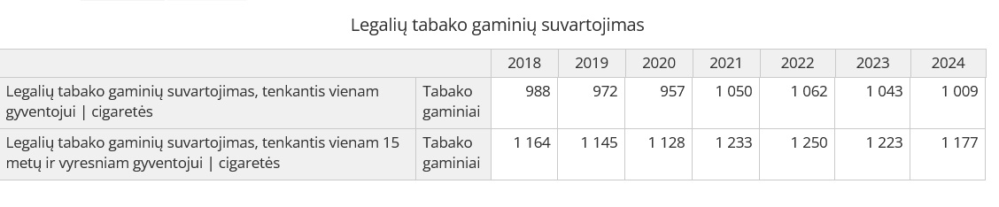 Legalių tabako gaminių suvartojimas
2018 2019 2020 2021 2022 2023 2024
Legalių tabako gaminių suvartojimas, tenkantis vienam Tabako 988 972 957 1 050 1 062 1 043 1 009
gyventojui | cigaretės gaminiai
Legalių tabako gaminių suvartojimas, tenkantis vienam 15 Tabako 1 164 1 145 1 128 1 233 1 250 1 223 1 177
metų ir vyresniam gyventojui | cigaretės gaminiai